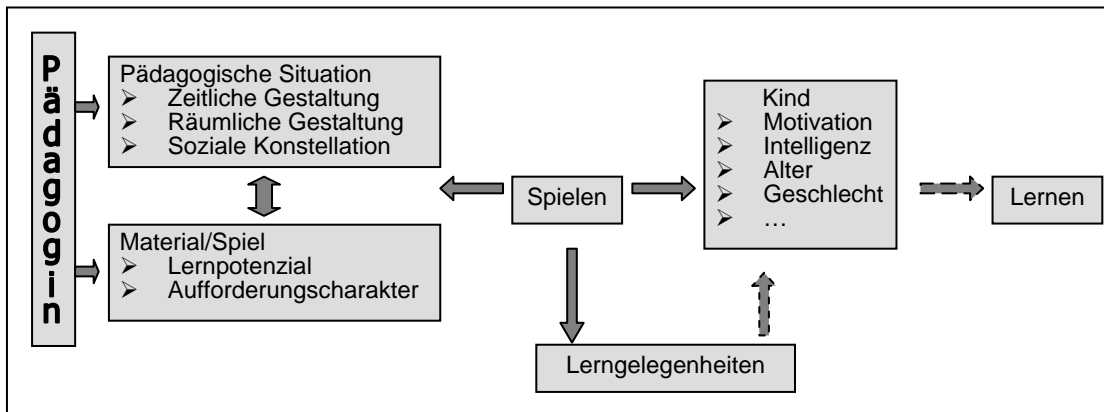 Pädagogin
Pädagogische Situation
➢ Zeitliche Gestaltung
➢ Räumliche Gestaltung
➢ Soziale Konstellation
Material/Spiel
➢ Lernpotenzial
➢ Aufforderungscharakter
Spielen
Lerngelegenheiten
Kind
➢ Motivation
➢ Intelligenz
➢ Alter
➢ Geschlecht
➢ …
Lernen